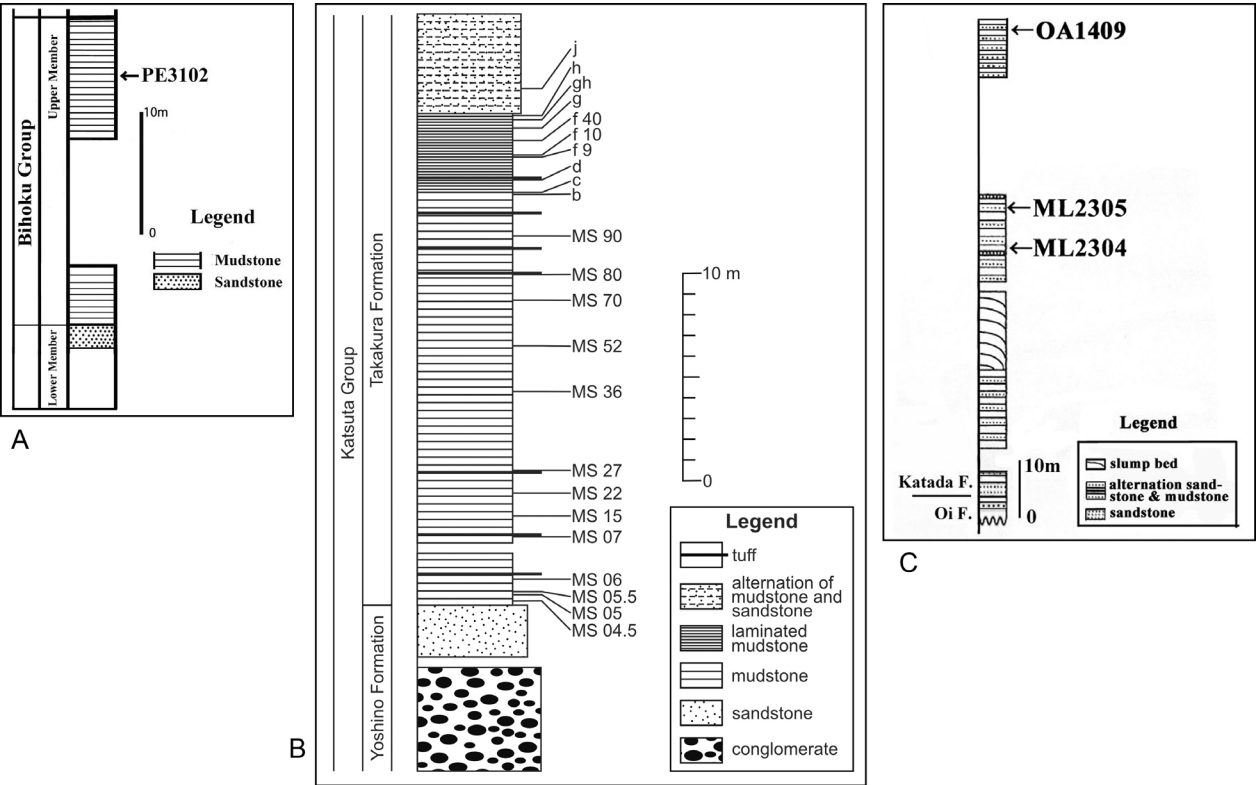 Bihoku Group
Upper Member
Lower Member
PE3102
10m
0
Legend
Mudstone
Sandstone
A
Katsuta Group
Takakura Formation
Yoshino Formation
j
h
gh
g
f 40
f 10
f 9
d
c
b
MS 90
MS 80
MS 70
MS 52
MS 36
MS 27
MS 22
MS 15
MS 07
MS 06
MS 05.5
MS 05
MS 04.5
10 m
0
Legend
tuff
alternation of
mudstone and
sandstone
laminated
mudstone
mudstone
sandstone
conglomerate
B
OA1409
ML2305
ML2304
Katada F.
Oi F.
10m
0
Legend
slump bed
alternation sand-
stone & mudstone
sandstone
C